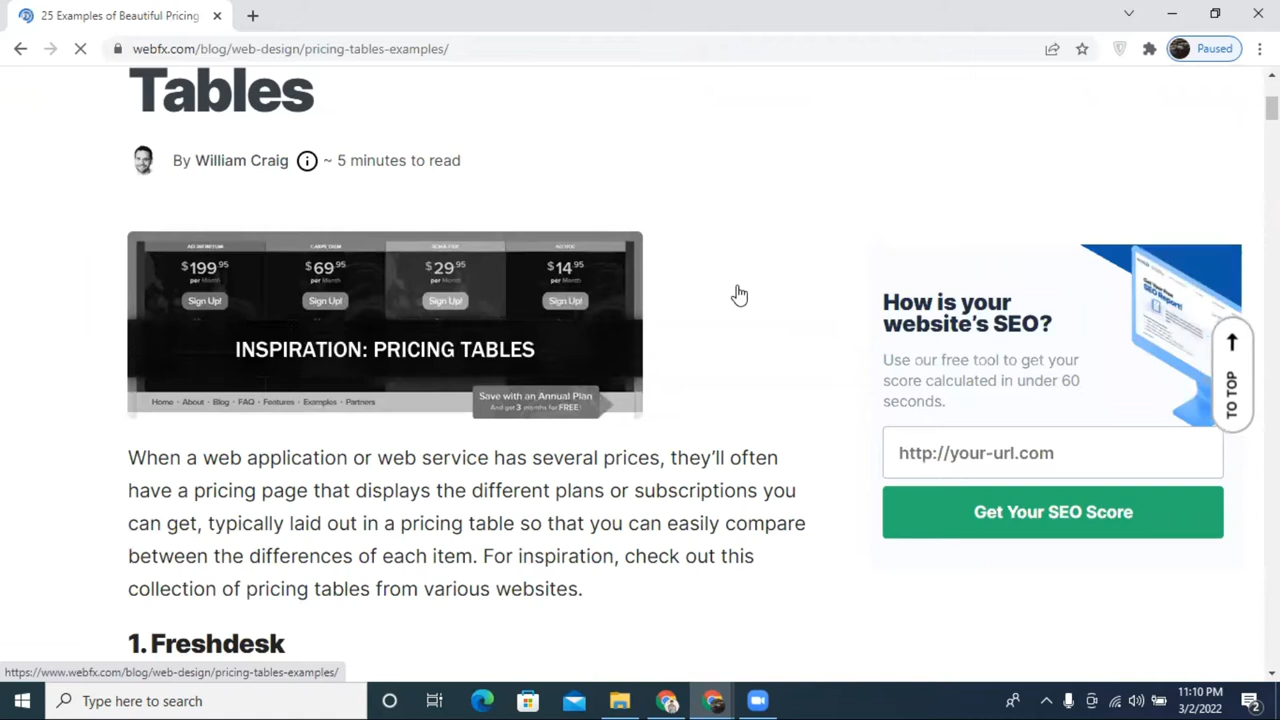 25 Examples of Beautiful Pricing
webfx.com/blog/web-design/pricing-tables-examples/
Paused
Tables
By William Craig ~ 5 minutes to read
$199.95 $69.95 $29.95 $14.95
per Month per Month per Month per Month
Sign Up! Sign Up! Sign Up! Sign Up!
INSPIRATION: PRICING TABLES
Home About Blog FAQ Features Examples Partners
Save with an Annual Plan
And get 3 months for FREE!
How is your
website's SEO?
Use our free tool to get your
score calculated in under 60
seconds.
http://your-url.com
Get Your SEO Score
TO TOP
When a web application or web service has several prices, they'll often
have a pricing page that displays the different plans or subscriptions you
can get, typically laid out in a pricing table so that you can easily compare
between the differences of each item. For inspiration, check out this
collection of pricing tables from various websites.
1. Freshdesk
https://www.webfx.com/blog/web-design/pricing-tables-examples/
Type here to search
11:10 PM
3/2/2022
2